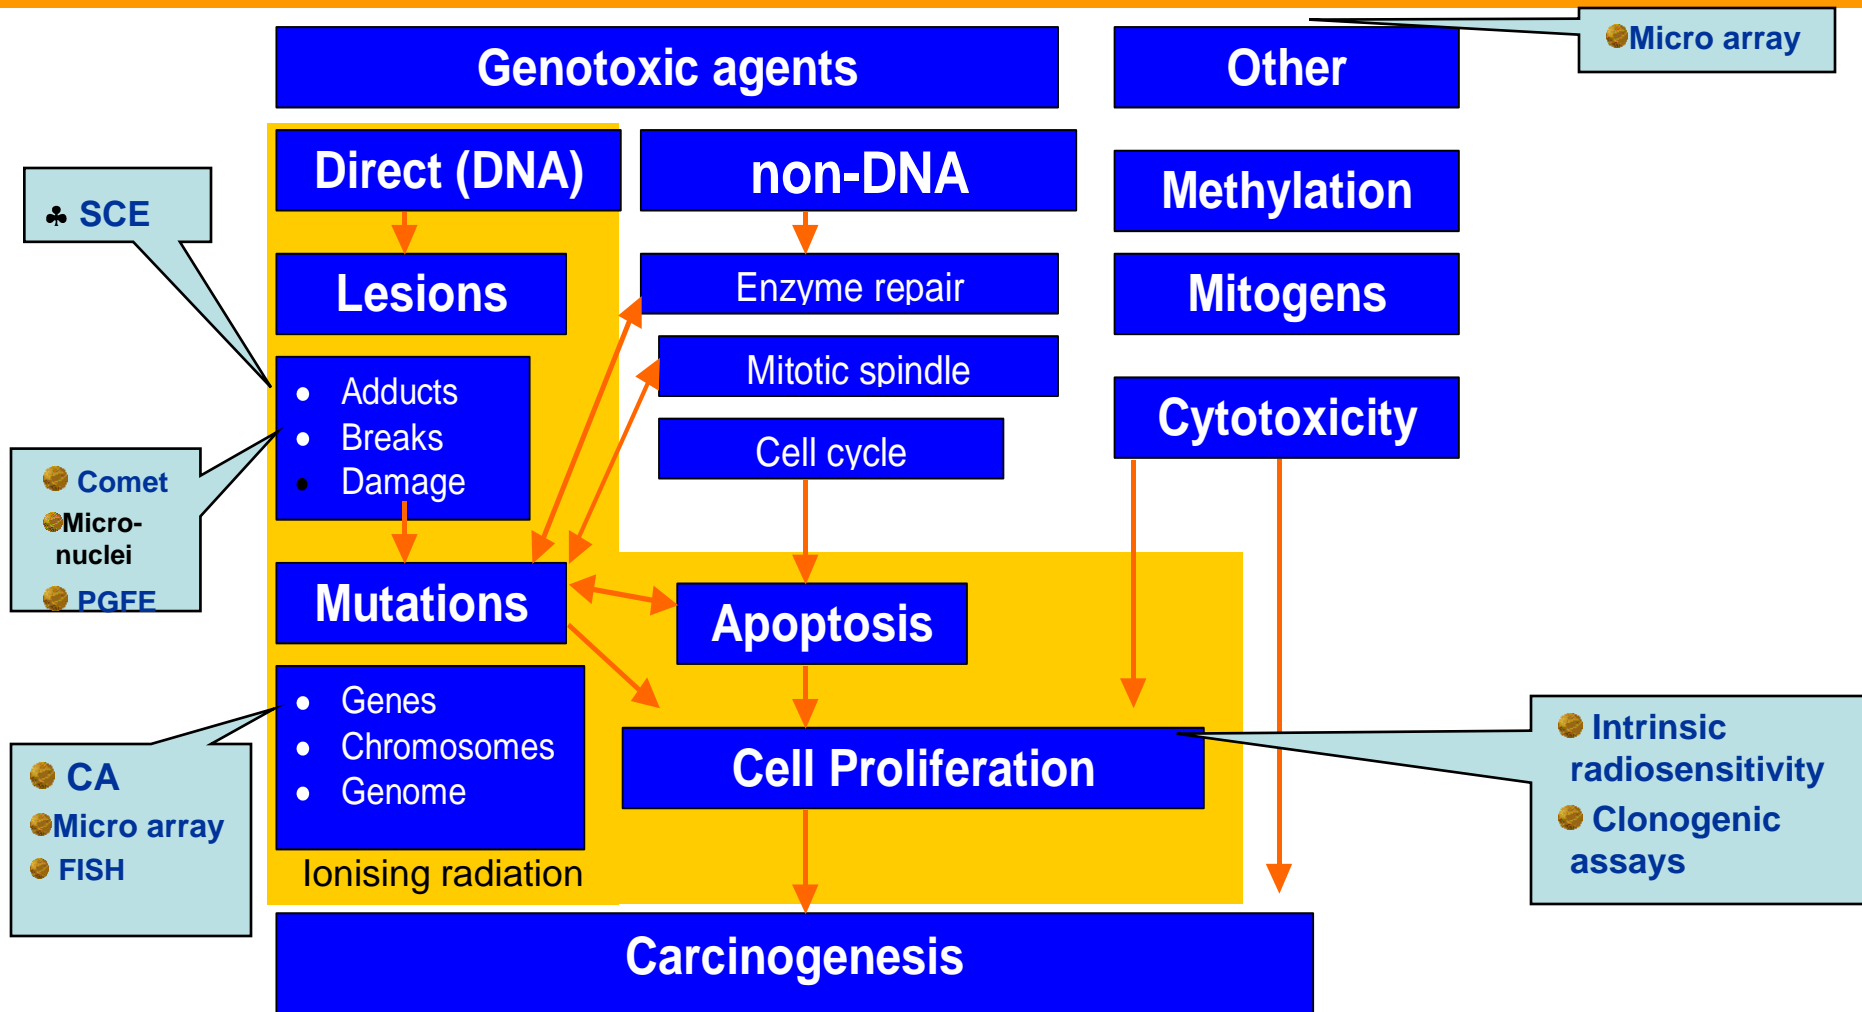 Genotoxic agents
Other
Micro array
Direct (DNA)
non-DNA
Methylation
♣ SCE
Lesions
Enzyme repair
Mitogens
Mitotic spindle
• Adducts
• Breaks
• Damage
Cell cycle
Cytotoxicity
Comet
Micro-
nuclei
PGFE
Mutations
Apoptosis
• Genes
• Chromosomes
• Genome
Cell Proliferation
CA
Micro array
FISH
Intrinsic
radiosensitivity
Clonogenic
assays
Ionising radiation
Carcinogenesis